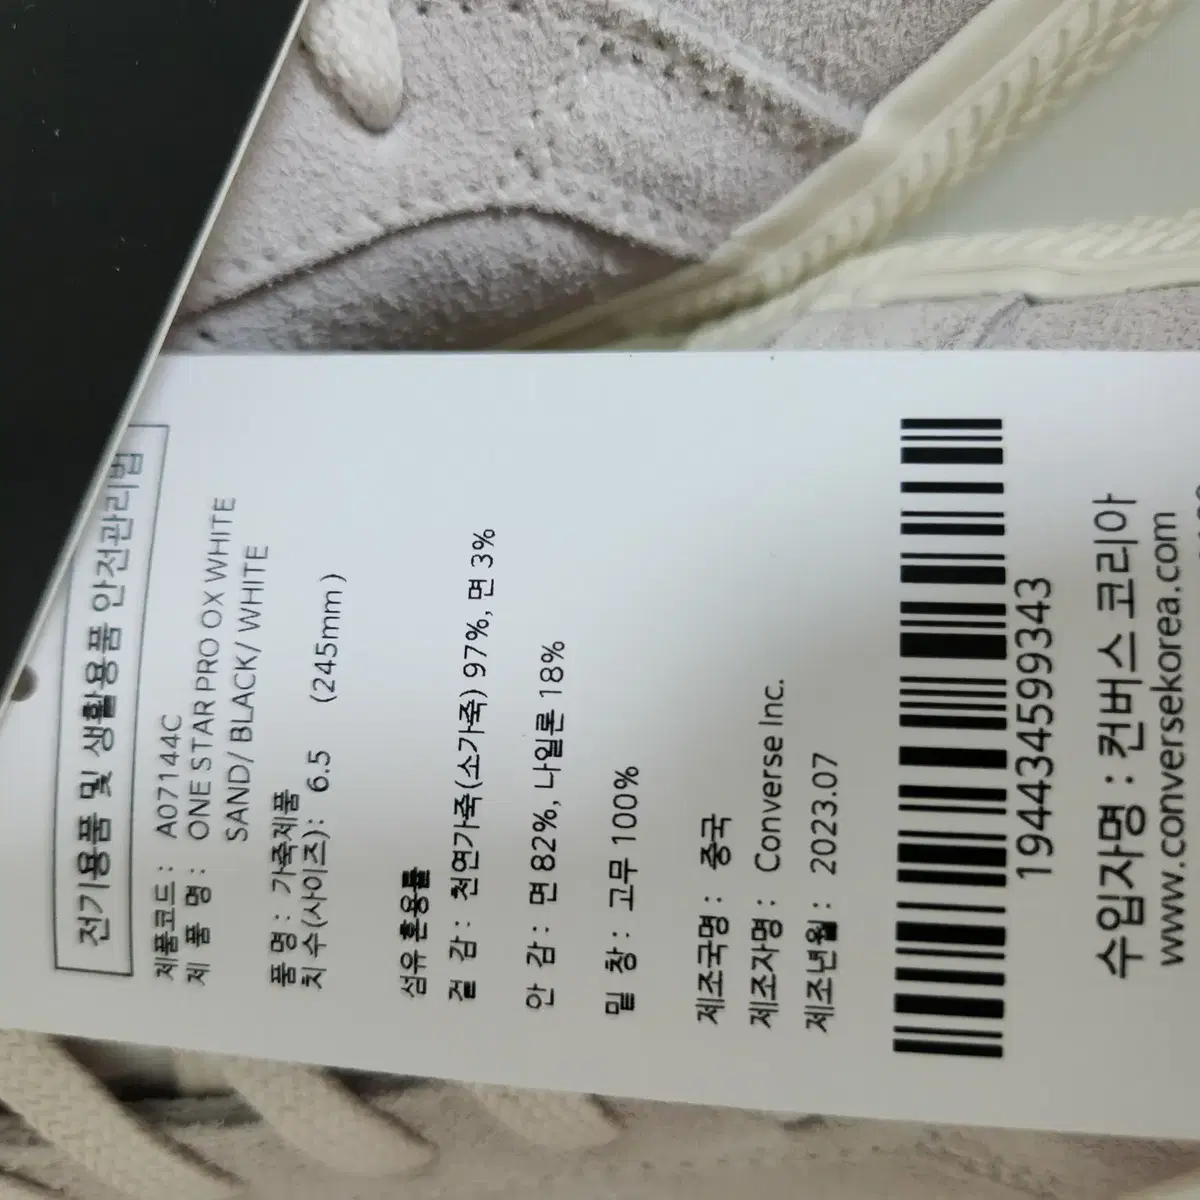 전기용품 및 생활용품 안전관리법
제품코드 : A07144C
제 품 명 : ONE STAR PRO OX WHITE
SAND/ BLACK/ WHITE
품 명 : 가죽제품
치 수(사이즈) : 6.5 (245mm)
섬유 혼용률
겉 감 : 천연가죽(소가죽) 97%, 면 3%
안 감 : 면 82%, 나일론 18%
밑 창 : 고무 100%
제조국명 : 중국
제조자명 : Converse Inc.
제조년월 : 2023.07
194434599343
수입자명 : 컨버스 코리아
www.conversekorea.com